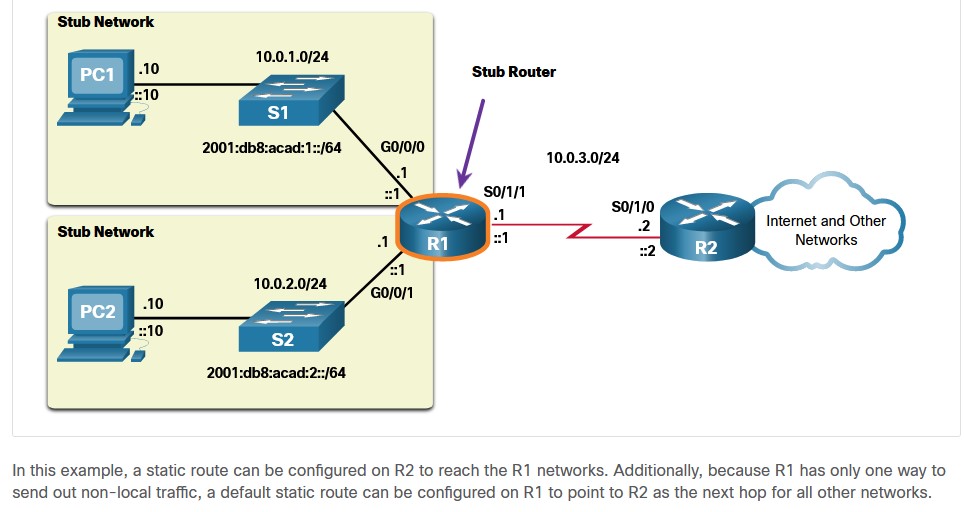 Stub Network
PC1
.10
::10
10.0.1.0/24
S1
2001:db8:acad:1::/64
G0/0/0
.1
::1
Stub Router
10.0.3.0/24
S0/1/1
.1
::1
R1
S0/1/0
.2
::2
R2
Internet and Other
Networks
Stub Network
.1
::1
G0/0/1
10.0.2.0/24
PC2
.10
::10
S2
2001:db8:acad:2::/64
In this example, a static route can be configured on R2 to reach the R1 networks. Additionally, because R1 has only one way to
send out non-local traffic, a default static route can be configured on R1 to point to R2 as the next hop for all other networks.